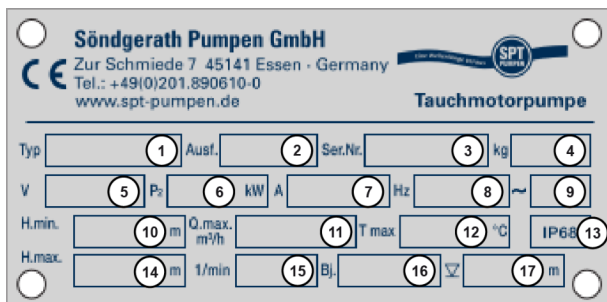 Söndgerath Pumpen GmbH
Zur Schmiede 7 45141 Essen - Germany
Tel.: +49(0)201.890610-0
www.spt-pumpen.de
SPT
PUMPEN
Tauchmotorpumpe
Typ 1 Ausf. 2 Ser.Nr. 3 kg 4
V 5 P2 6 kW A 7 Hz 8 ~ 9
H.min. 10 m Q.max. m³/h 11 T max 12 °C IP68 13
H.max. 14 m 1/min 15 Bj. 16 17 m